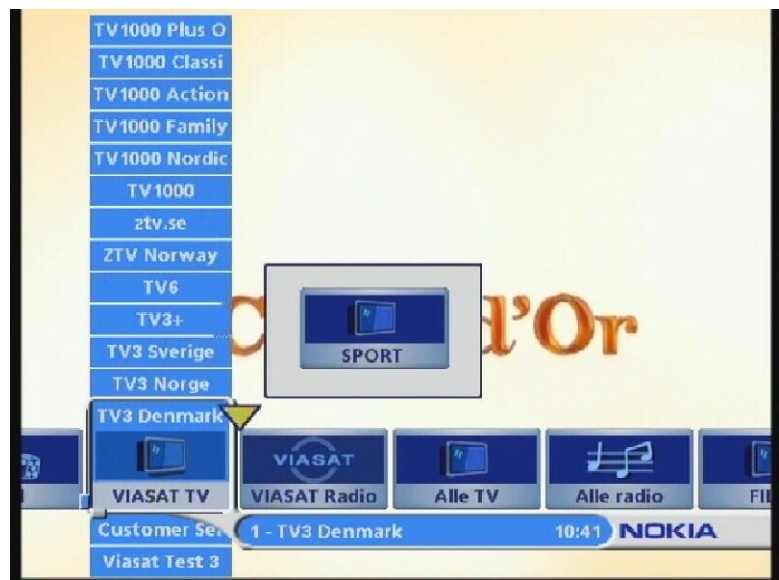 TV1000 Plus O
TV1000 Classi
TV1000 Action
TV1000 Family
TV1000 Nordic
TV1000
ztv.se
ZTV Norway
TV6
TV3+
TV3 Sverige
TV3 Norge
TV3 Denmark
C
d'Or
SPORT
VIASAT TV
VIASAT
VIASAT Radio
Alle TV
Alle radio
FI
Customer Se
1 - TV3 Denmark
10:41
NOKIA
Viasat Test 3